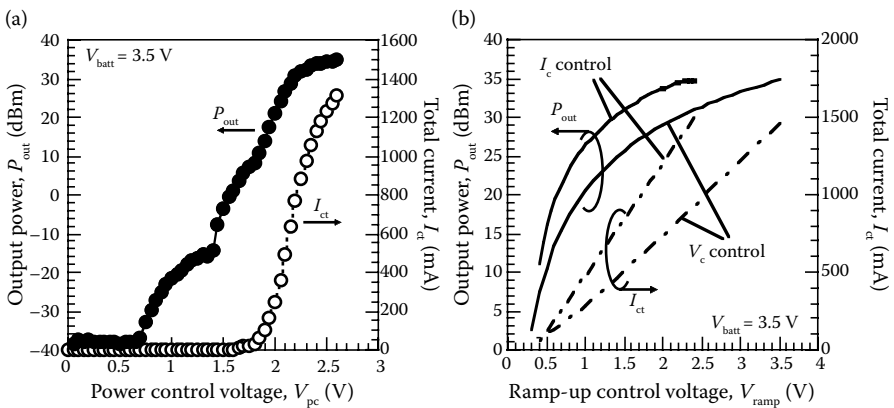 (a)
V_batt = 3.5 V
P_out
I_ct
40
30
20
10
0
−10
−20
−30
−40
Output power, P_out (dBm)
1600
1400
1200
1000
800
600
400
200
0
Total current, I_ct (mA)
0 0.5 1 1.5 2 2.5 3
Power control voltage, V_pc (V)
(b)
I_c control
P_out
V_c control
I_ct
V_batt = 3.5 V
40
35
30
25
20
15
10
5
0
Output power, P_out (dBm)
2000
1500
1000
500
0
Total current, I_ct (mA)
0 0.5 1 1.5 2 2.5 3 3.5 4
Ramp-up control voltage, V_ramp (V)